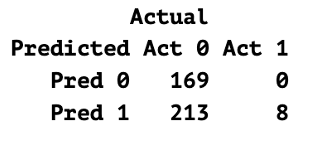 Actual
Predicted Act 0 Act 1
Pred 0 169 0
Pred 1 213 8